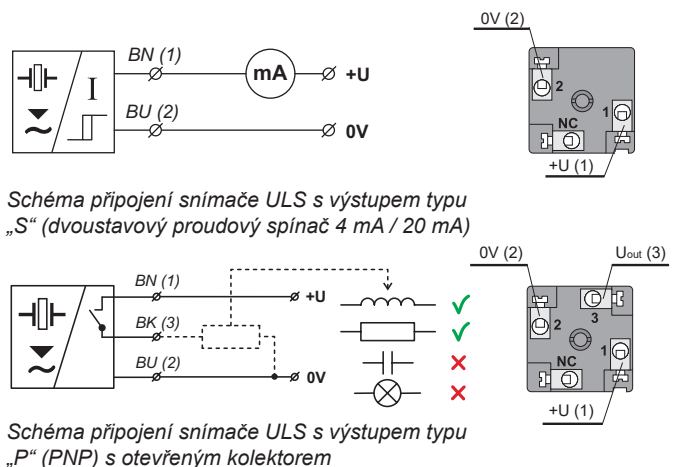 BN (1)
mA
+U
I
BU (2)
0V
0V (2)
2
1
NC
+U (1)
Schéma připojení snímače ULS s výstupem typu
„S“ (dvoustavový proudový spínač 4 mA / 20 mA)
BN (1)
+U
BK (3)
BU (2)
0V
0V (2)
Uout (3)
3
2
1
NC
+U (1)
Schéma připojení snímače ULS s výstupem typu
„P“ (PNP) s otevřeným kolektorem